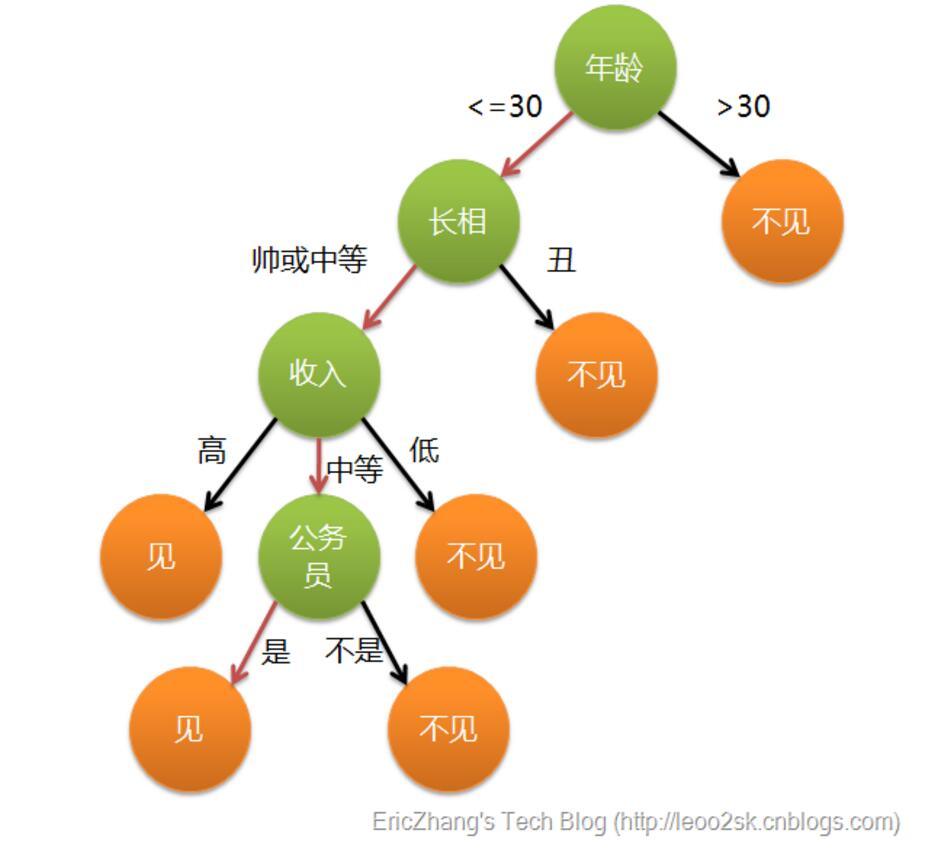 年龄
<=30
>30
长相
不见
帅或中等
丑
收入
不见
高
中等
低
见
公务
员
不见
是
不是
见
不见
EricZhang's Tech Blog (http://leoo2sk.cnblogs.com)